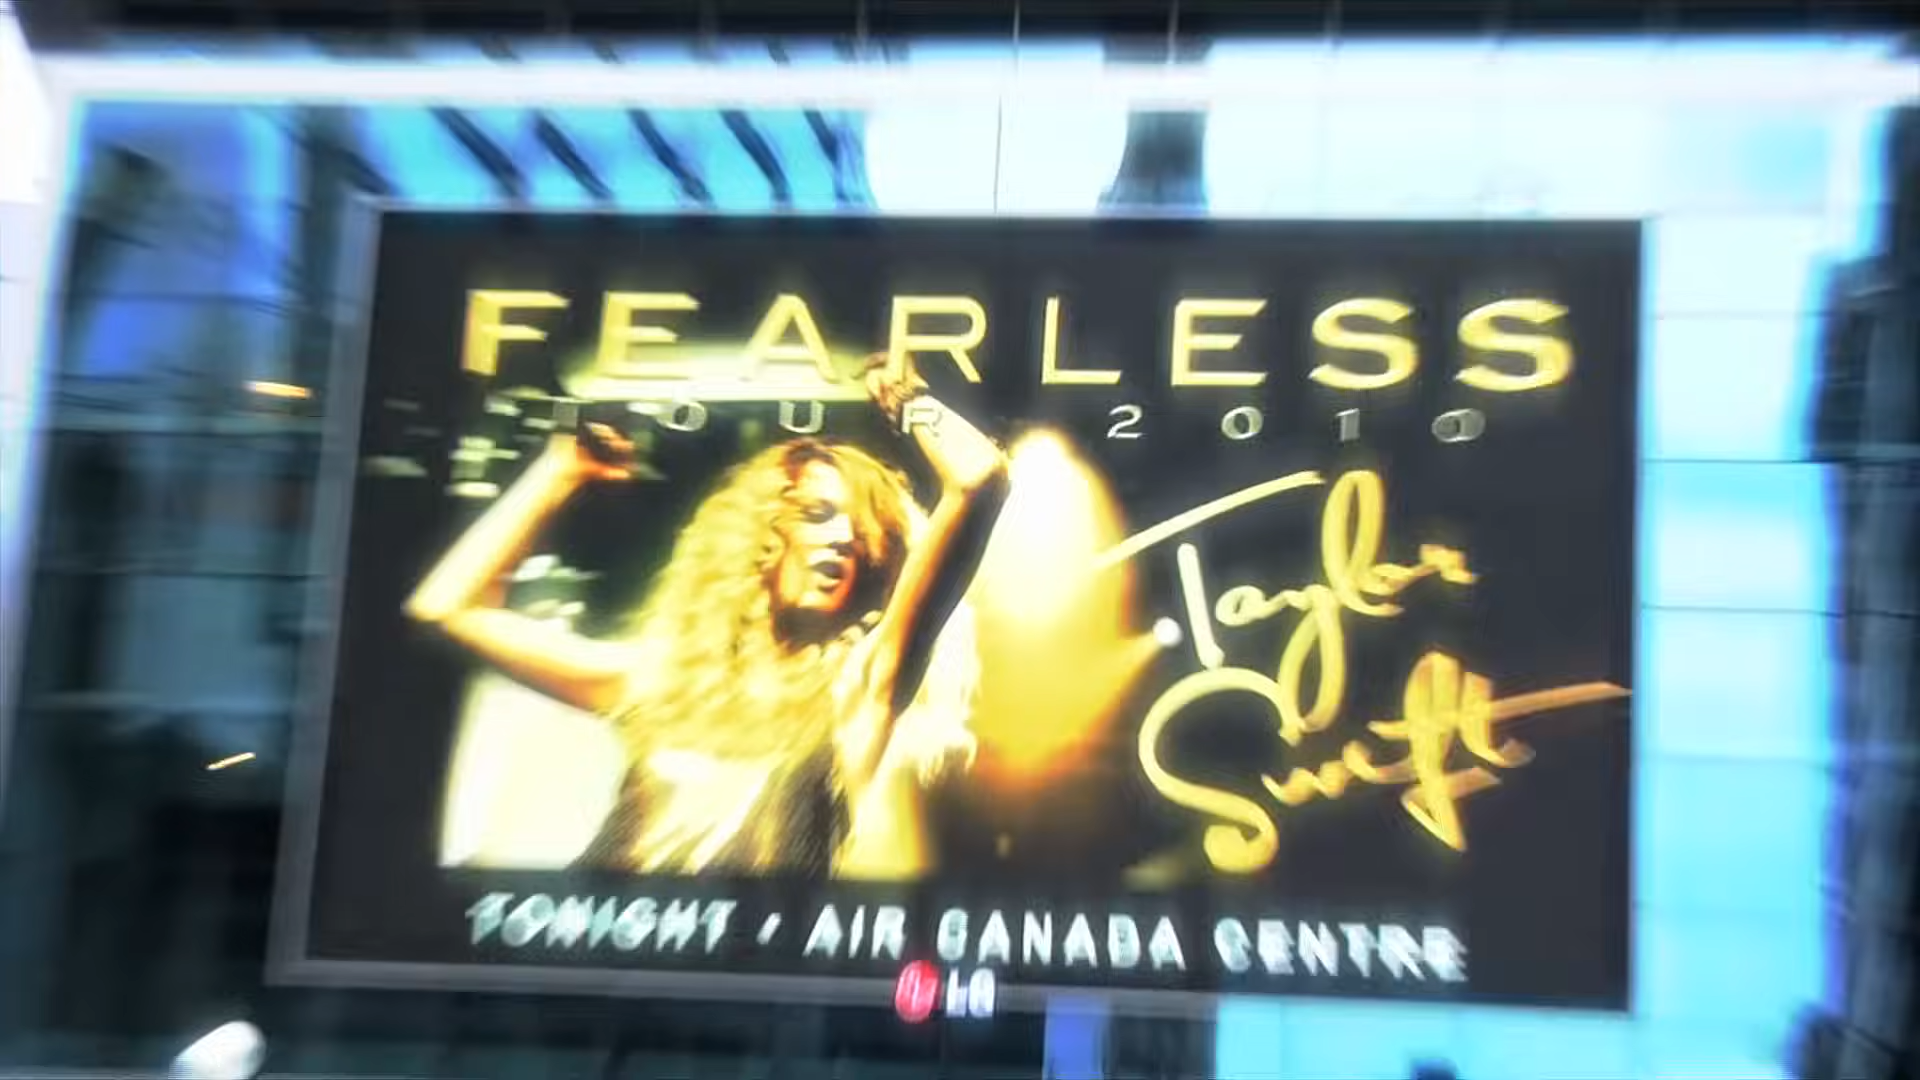 FEARLESS
TOUR 2010
Taylor
Swift
TONIGHT • AIR CANADA CENTRE
LG